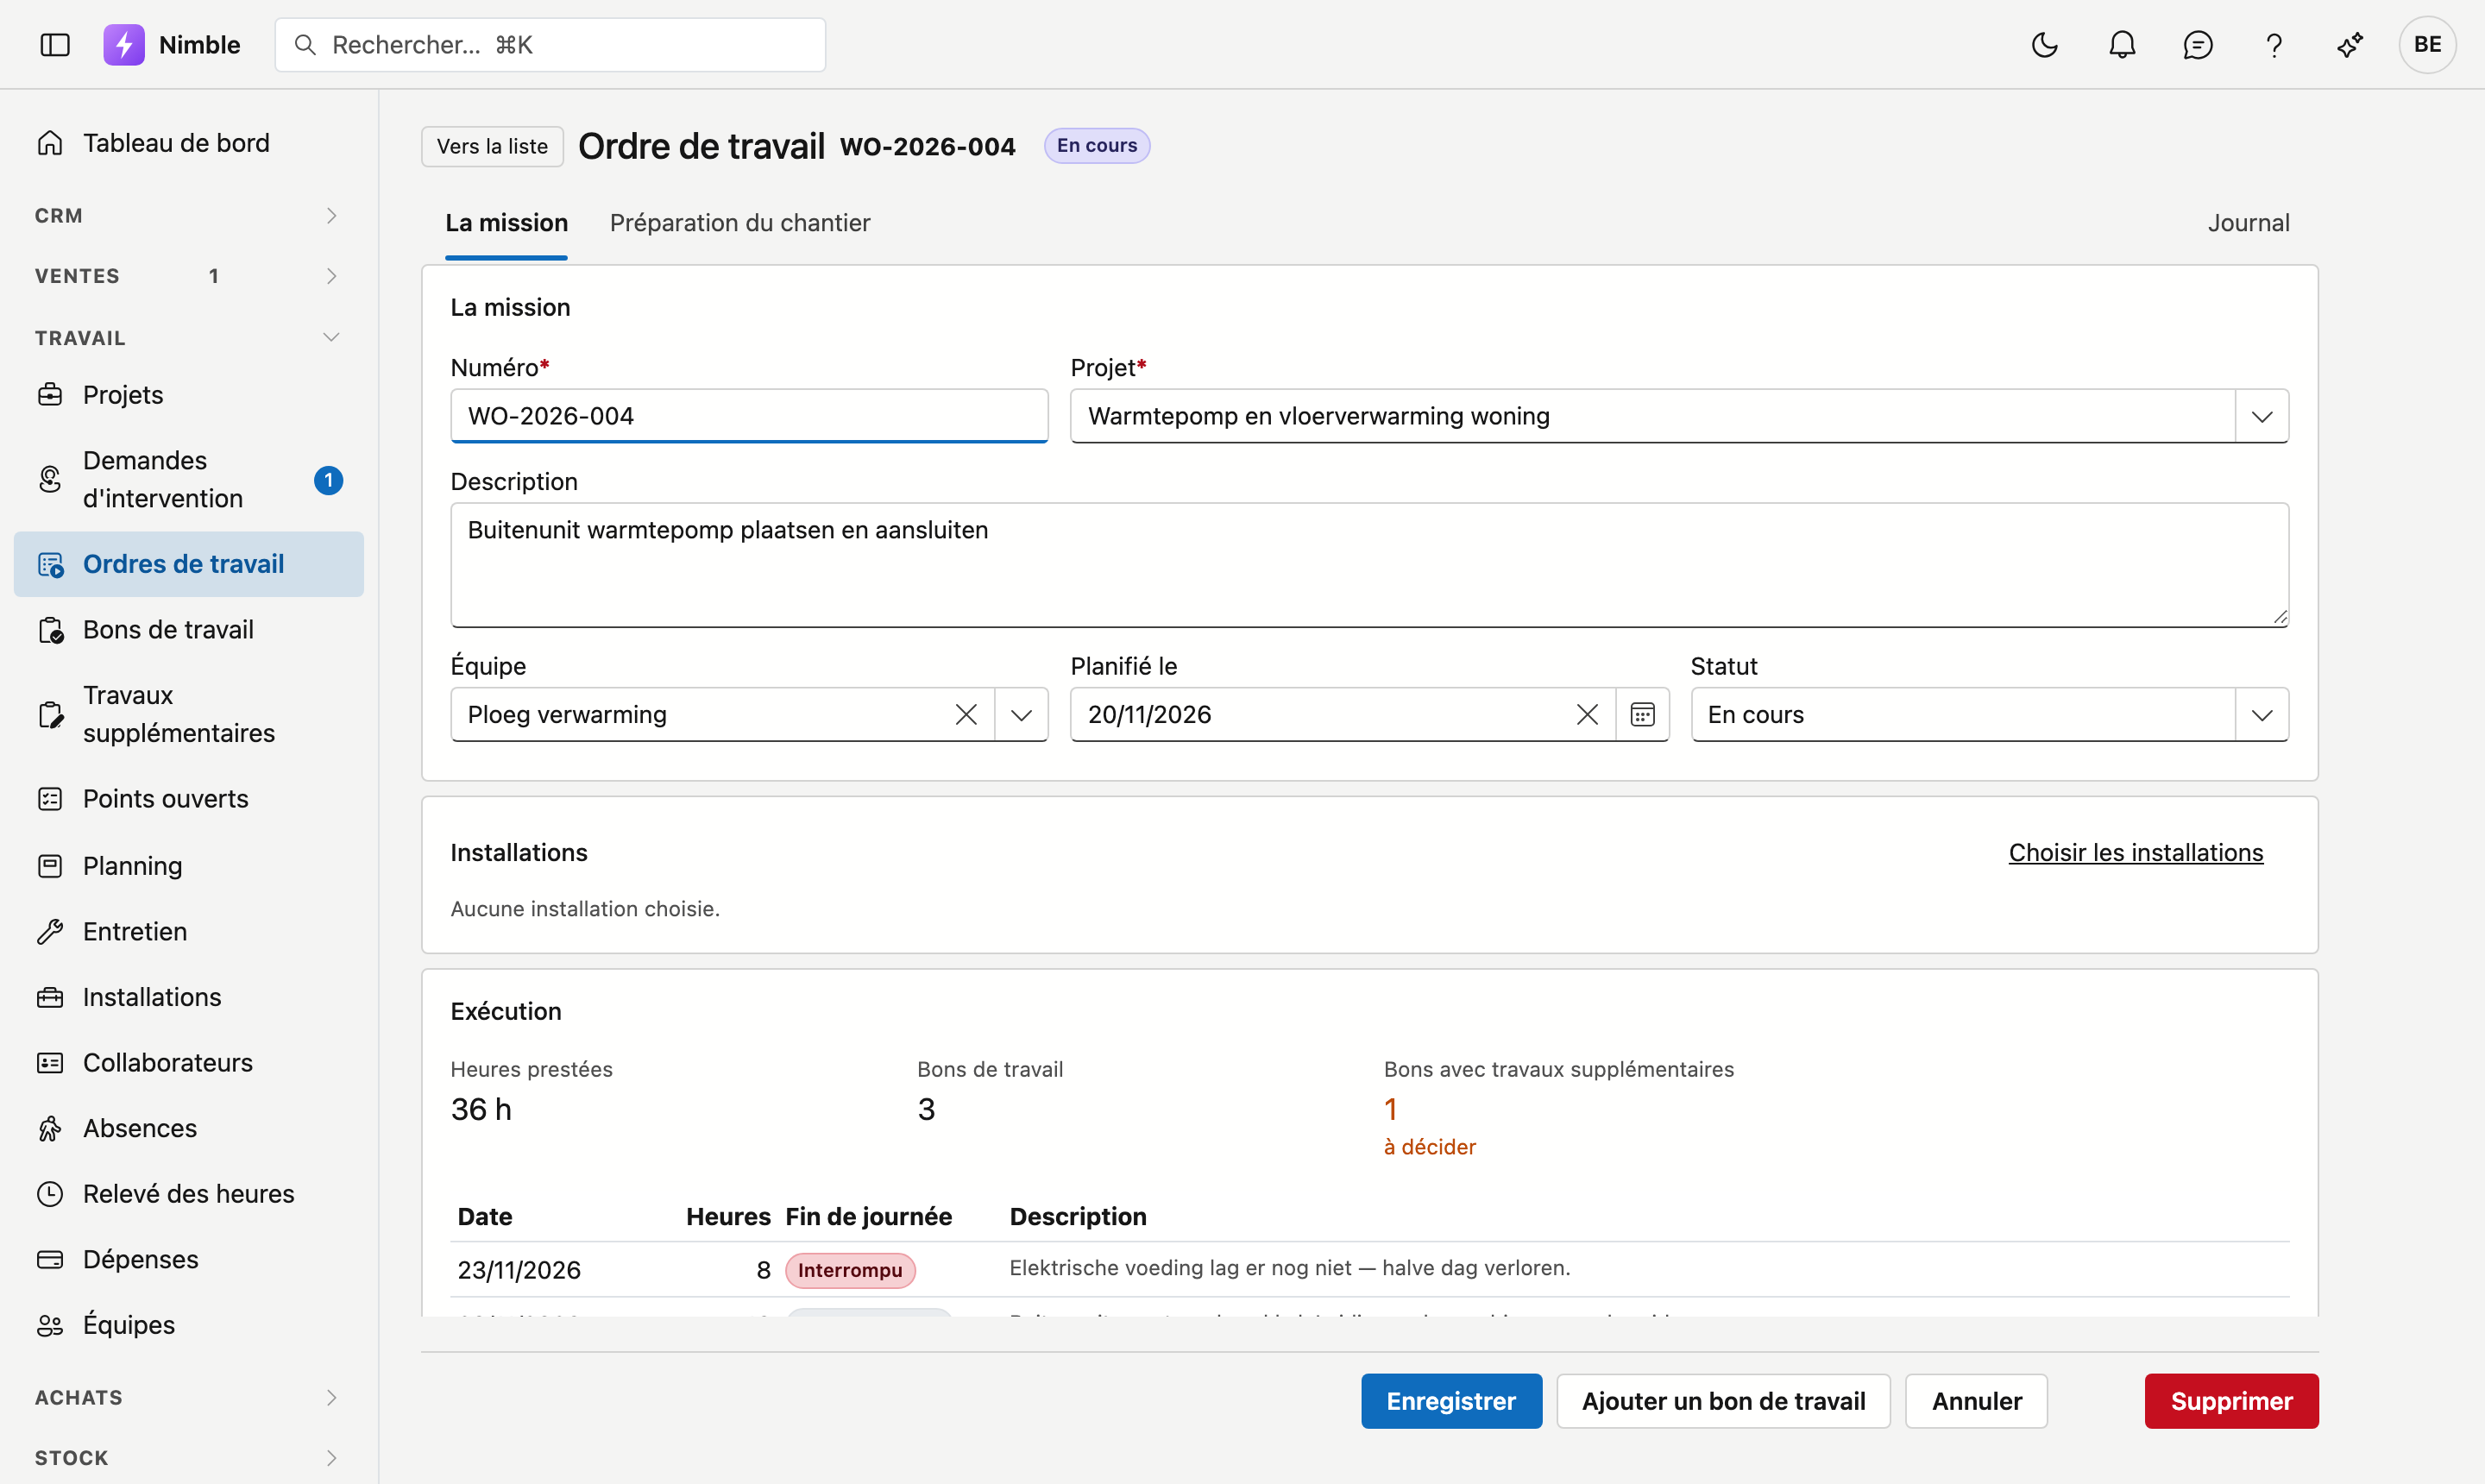 Nimble
Rechercher... ⌘K
BE
Tableau de bord
CRM
VENTES 1
TRAVAIL
Projets
Demandes
d'intervention
1
Ordres de travail
Bons de travail
Travaux
supplémentaires
Points ouverts
Planning
Entretien
Installations
Collaborateurs
Absences
Relevé des heures
Dépenses
Équipes
ACHATS
STOCK
Vers la liste
Ordre de travail WO-2026-004
En cours
La mission
Préparation du chantier
Journal
La mission
Numéro*
Projet*
WO-2026-004
Warmtepomp en vloerverwarming woning
Description
Buitenunit warmtepomp plaatsen en aansluiten
Équipe
Planifié le
Statut
Ploeg verwarming
20/11/2026
En cours
Installations
Choisir les installations
Aucune installation choisie.
Exécution
Heures prestées
Bons de travail
Bons avec travaux supplémentaires
36 h
3
1
à décider
Date Heures Fin de journée Description
23/11/2026 8 Interrompu Elektrische voeding lag er nog niet — halve dag verloren.
Enregistrer
Ajouter un bon de travail
Annuler
Supprimer